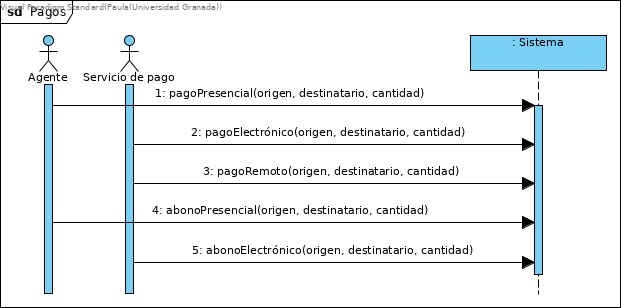 Visual Paradigm Standard(Paula(Universidad Granada))
sd Pagos
Agente
Servicio de pago
: Sistema
1: pagoPresencial(origen, destinatario, cantidad)
2: pagoElectrónico(origen, destinatario, cantidad)
3: pagoRemoto(origen, destinatario, cantidad)
4: abonoPresencial(origen, destinatario, cantidad)
5: abonoElectrónico(origen, destinatario, cantidad)